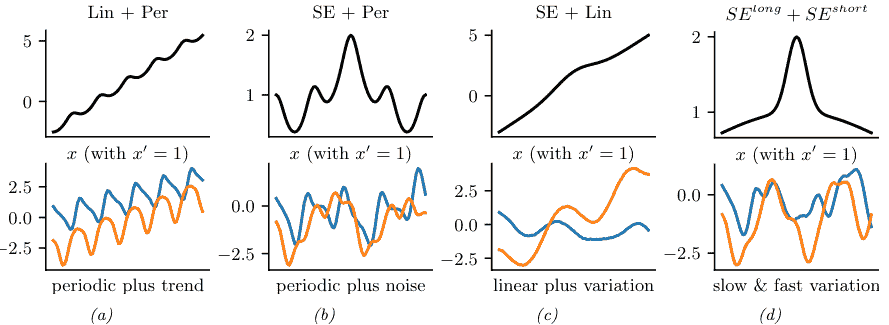 Lin + Per
5
0
x (with x′ = 1)
2.5
0.0
−2.5
periodic plus trend
(a)
SE + Per
2
1
x (with x′ = 1)
0.0
−2.5
periodic plus noise
(b)
SE + Lin
5
0
x (with x′ = 1)
2.5
0.0
−2.5
linear plus variation
(c)
SE^long + SE^short
2
1
x (with x′ = 1)
0.0
−2.5
slow & fast variation
(d)